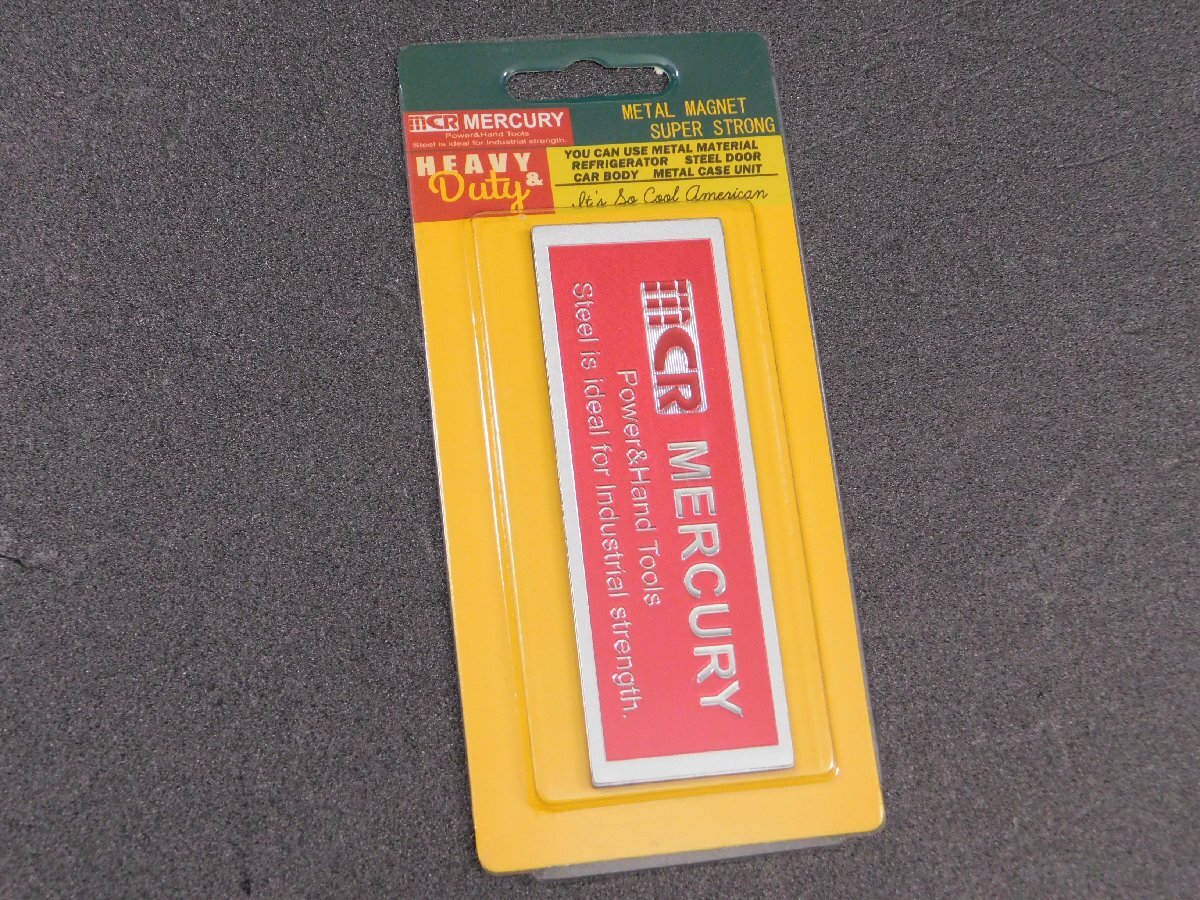 MCR MERCURY
Power&Hand Tools
Steel is ideal for Industrial strength.
METAL MAGNET
SUPER STRONG
HEAVY
Duty &
YOU CAN USE METAL MATERIAL
REFRIGERATOR STEEL DOOR
CAR BODY METAL CASE UNIT
It's So Cool American
MCR MERCURY
Power&Hand Tools
Steel is ideal for Industrial strength.